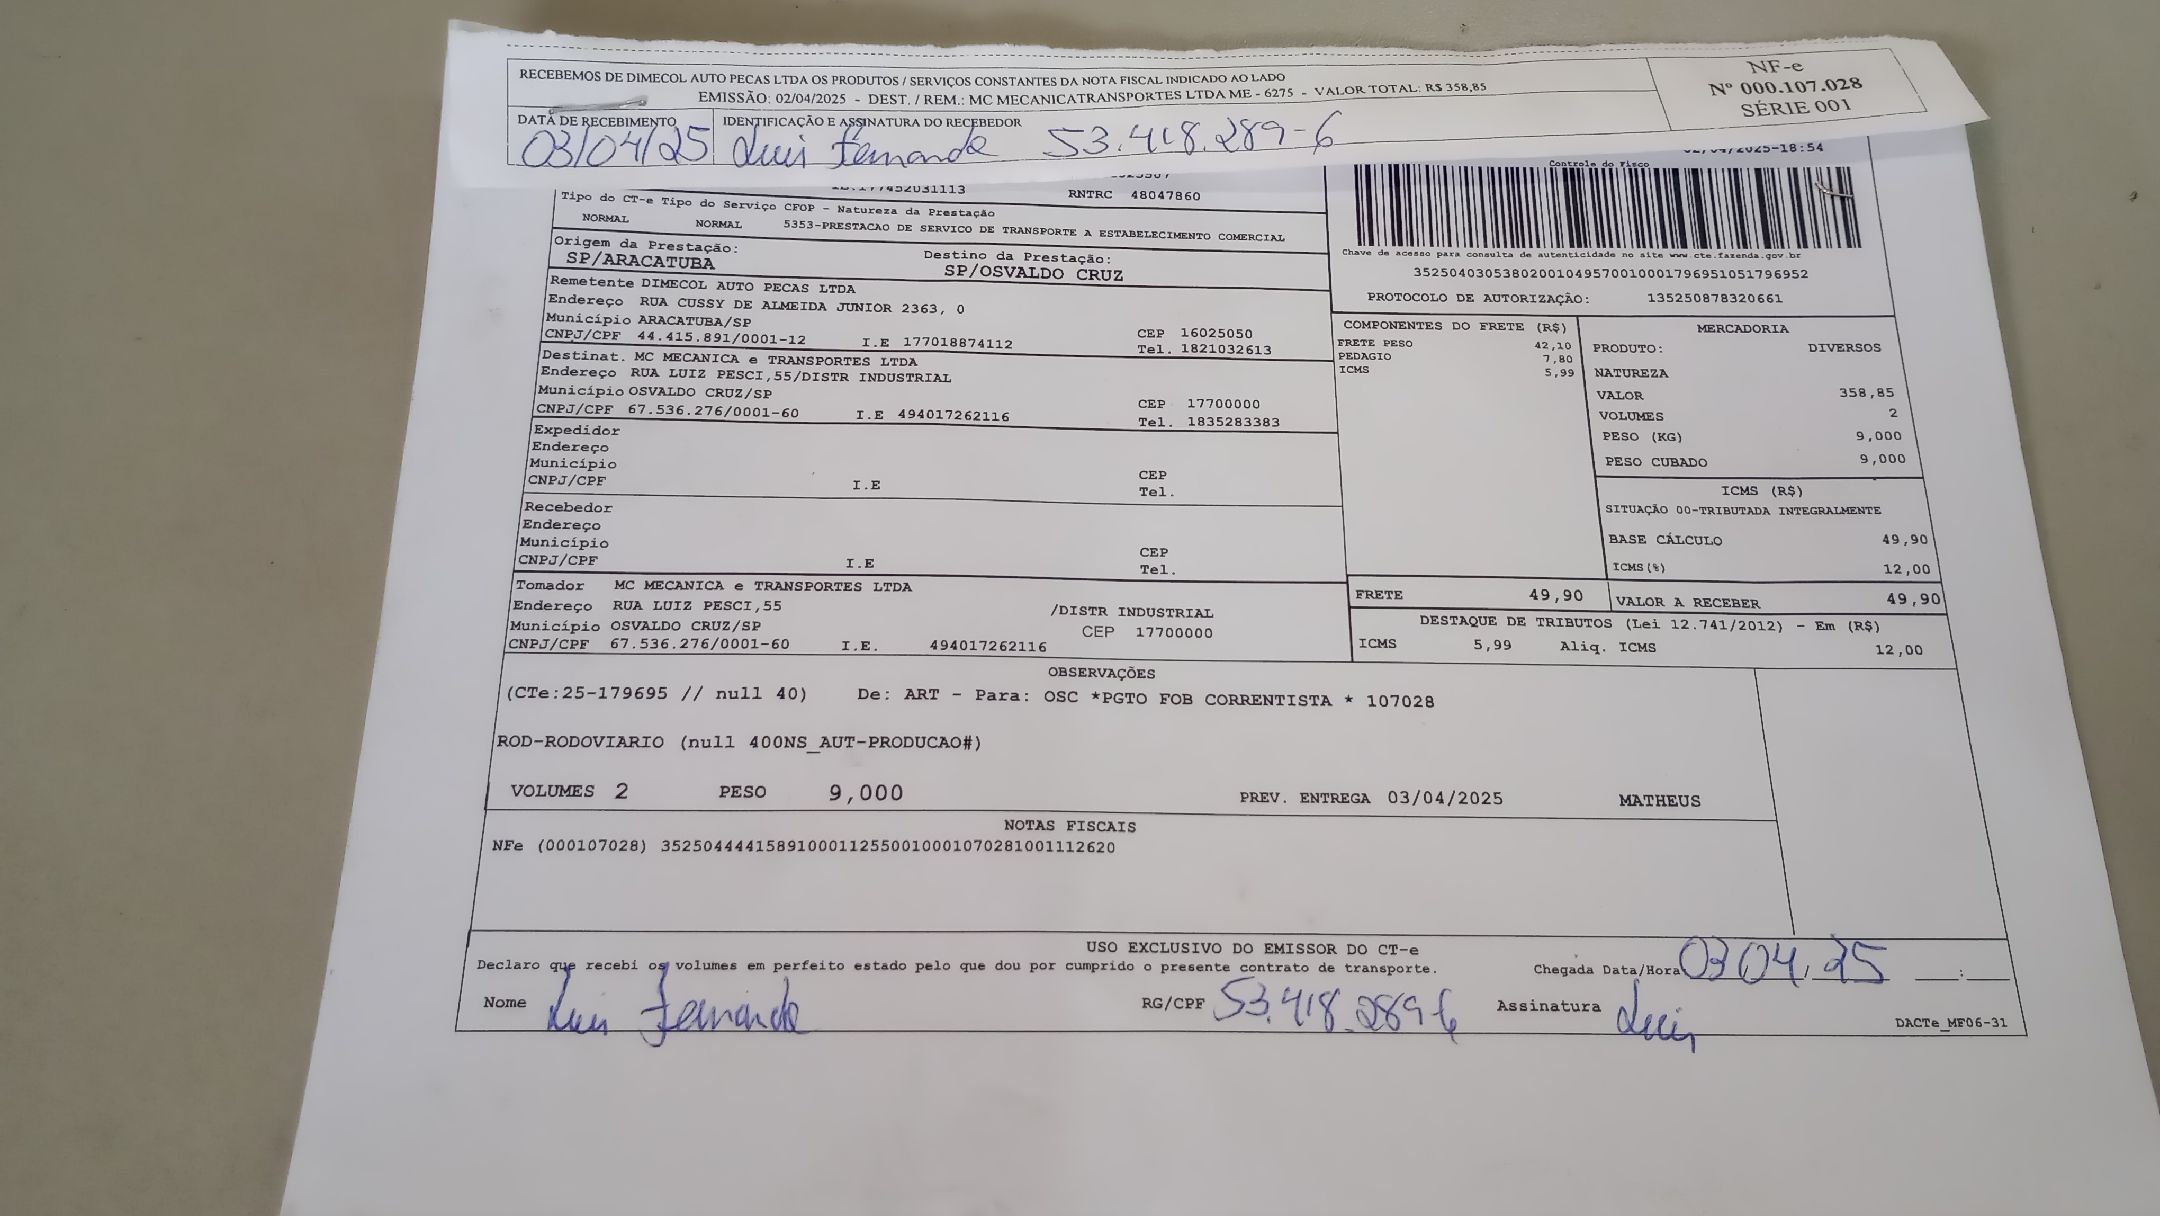 RECEBEMOS DE DIMECOL AUTO PECAS LTDA OS PRODUTOS / SERVIÇOS CONSTANTES DA NOTA FISCAL INDICADO AO LADO
EMISSÃO: 02/04/2025 - DEST. / REM.: MC MECANICATRANSPORTES LTDA ME - 6275 - VALOR TOTAL: R$ 358,85
NF-e
Nº 000.107.028
SÉRIE 001
DATA DE RECEBIMENTO
IDENTIFICAÇÃO E ASSINATURA DO RECEBEDOR
03/04/25 Luis Fernando 53.418.289-6
RNTRC 48047860
Tipo do CT-e Tipo do Serviço CFOP - Natureza da Prestação
NORMAL NORMAL 5353-PRESTACAO DE SERVICO DE TRANSPORTE A ESTABELECIMENTO COMERCIAL
Origem da Prestação: Destino da Prestação:
SP/ARACATUBA SP/OSVALDO CRUZ
Remetente DIMECOL AUTO PECAS LTDA
Endereço RUA CUSSY DE ALMEIDA JUNIOR 2363, 0
Município ARACATUBA/SP CEP 16025050
CNPJ/CPF 44.415.891/0001-12 I.E 177018874112 Tel. 1821032613
Destinat. MC MECANICA e TRANSPORTES LTDA
Endereço RUA LUIZ PESCI,55/DISTR INDUSTRIAL
Município OSVALDO CRUZ/SP CEP 17700000
CNPJ/CPF 67.536.276/0001-60 I.E 494017262116 Tel. 1835283383
Expedidor
Endereço
Município CEP
CNPJ/CPF I.E Tel.
Recebedor
Endereço
Município CEP
CNPJ/CPF I.E Tel.
Tomador MC MECANICA e TRANSPORTES LTDA
Endereço RUA LUIZ PESCI,55 /DISTR INDUSTRIAL
Município OSVALDO CRUZ/SP CEP 17700000
CNPJ/CPF 67.536.276/0001-60 I.E. 494017262116
-18:54
Controle do Fisco
Chave de acesso para consulta de autenticidade no site www.cte.fazenda.gov.br
35250403053802001049570010001796951051796952
PROTOCOLO DE AUTORIZAÇÃO: 135250878320661
COMPONENTES DO FRETE (R$)
FRETE PESO 42,10
PEDAGIO 7,80
ICMS 5,99
MERCADORIA
PRODUTO: DIVERSOS
NATUREZA
VALOR 358,85
VOLUMES 2
PESO (KG) 9,000
PESO CUBADO 9,000
ICMS (R$)
SITUAÇÃO 00-TRIBUTADA INTEGRALMENTE
BASE CÁLCULO 49,90
ICMS(%) 12,00
FRETE 49,90 VALOR A RECEBER 49,90
DESTAQUE DE TRIBUTOS (Lei 12.741/2012) - Em (R$)
ICMS 5,99 Aliq. ICMS 12,00
OBSERVAÇÕES
(CTe:25-179695 // null 40) De: ART - Para: OSC *PGTO FOB CORRENTISTA * 107028
ROD-RODOVIARIO (null 400NS_AUT-PRODUCAO#)
VOLUMES 2 PESO 9,000 PREV. ENTREGA 03/04/2025 MATHEUS
NOTAS FISCAIS
NFe (000107028) 35250444415891000112550010001070281001112620
USO EXCLUSIVO DO EMISSOR DO CT-e
Declaro que recebi os volumes em perfeito estado pelo que dou por cumprido o presente contrato de transporte. Chegada Data/Hora 03/04/25 __:__
Nome Luis Fernando RG/CPF 53.418.289-6 Assinatura Luis
DACTe_MF06-31